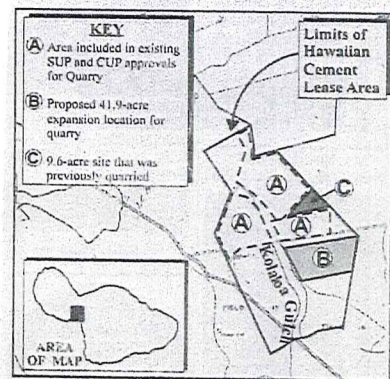 KEY
A Area included in existing
SUP and CUP approvals
for Quarry
B Proposed 41.9-acre
expansion location for
quarry
C 9.6-acre site that was
previously quarried
Limits of
Hawaiian
Cement
Lease Area
A
C
A
A
B
Kolaloa Gulch
AREA
OF MAP